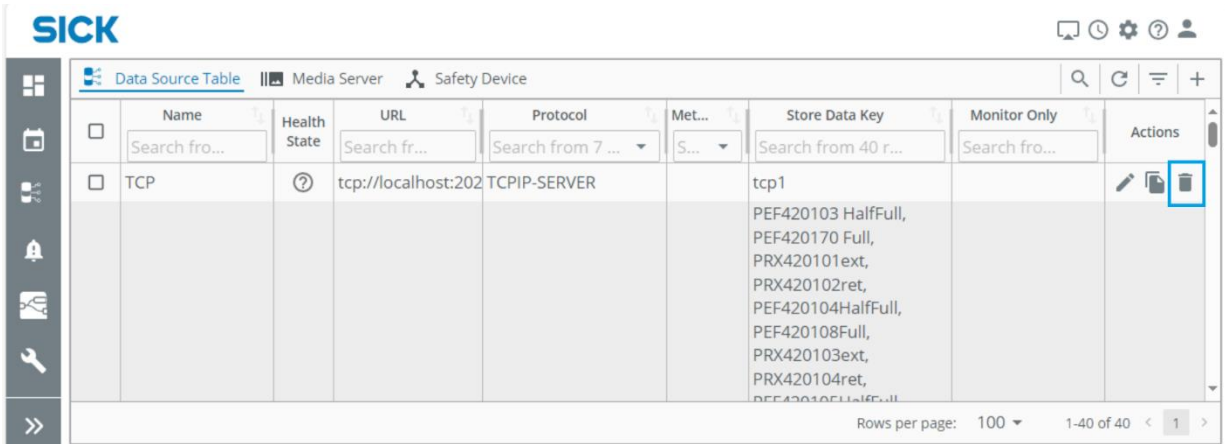 SICK
Data Source Table Media Server Safety Device
Name Health State URL Protocol Met... Store Data Key Monitor Only Actions
Search fro... Search fr... Search from 7 ... S... Search from 40 r... Search fro...
TCP tcp://localhost:202 TCPIP-SERVER tcp1
PEF420103 HalfFull,
PEF420170 Full,
PRX420101ext,
PRX420102ret,
PEF420104HalfFull,
PEF420108Full,
PRX420103ext,
PRX420104ret,
Rows per page: 100 1-40 of 40 < 1 >